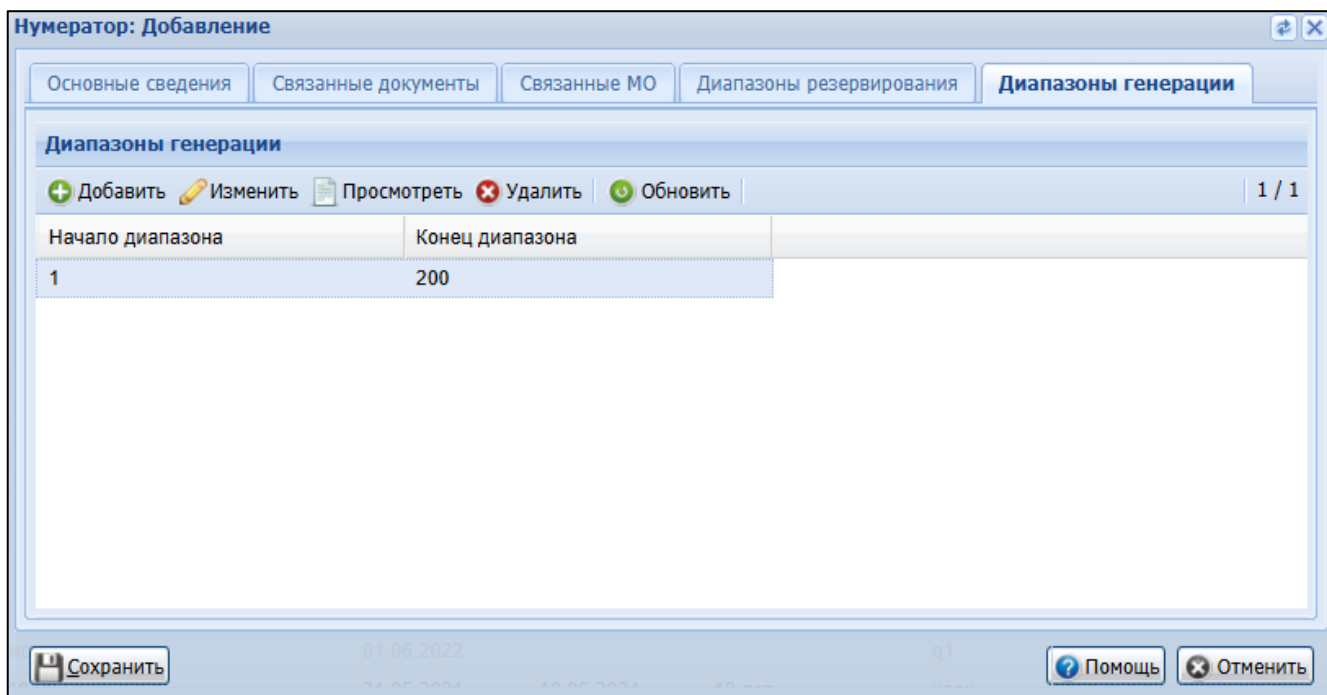 Нумератор: Добавление
Основные сведения Связанные документы Связанные МО Диапазоны резервирования Диапазоны генерации
Диапазоны генерации
Добавить Изменить Просмотреть Удалить Обновить 1 / 1
Начало диапазона Конец диапазона
1 200
01.06.2022 q1
Сохранить Помощь Отменить